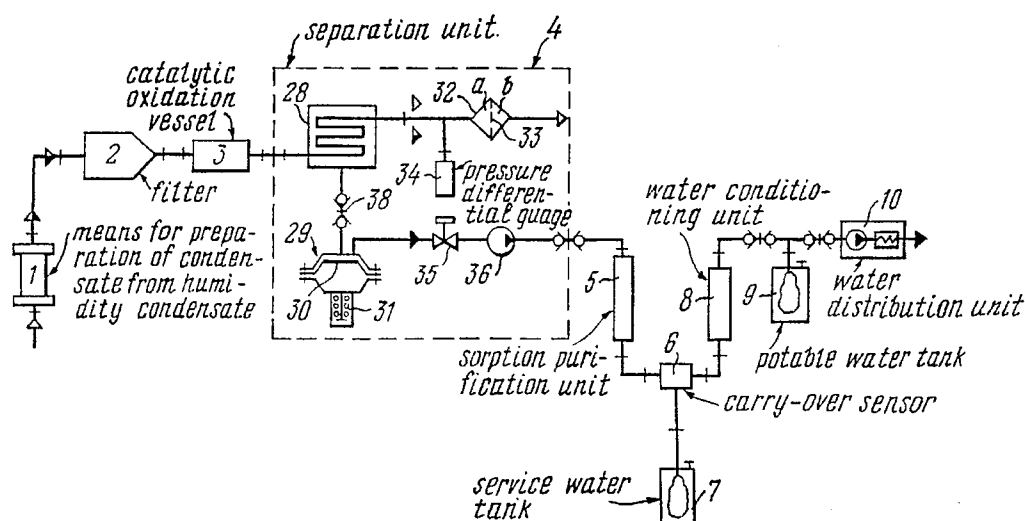 separation unit.
4
catalytic
oxidation
vessel
28
32
a
b
33
2
3
34
filter
pressure
differen-
tial guage
38
means for prepa-
ration of conden-
sate from humi-
dity condensate
1
29
30
31
35
36
water conditio-
ning unit
10
5
8
9
water
distribution unit
sorption puri-
fication unit
6
potable water tank
carry-over sensor
service water
tank
7